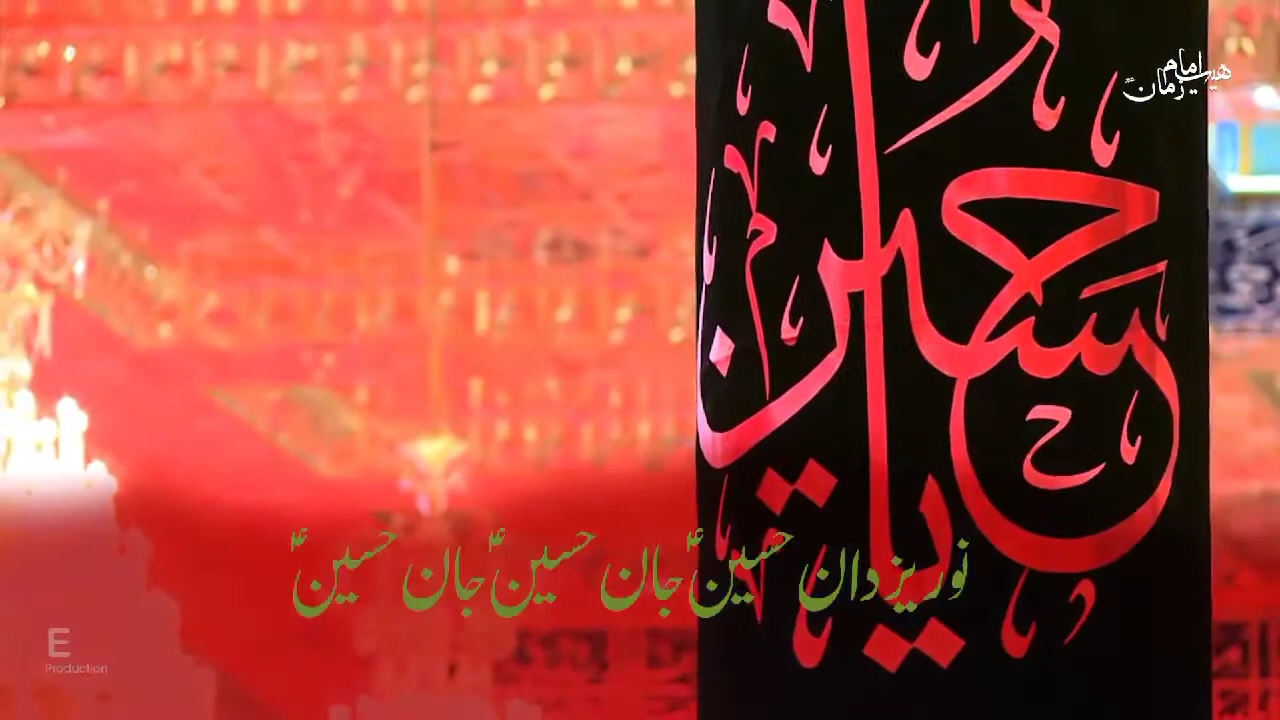 هیئت امام زمان
یا حسین
نور یزدان حسینؑ جان حسینؑ جان حسینؑ
E
Production